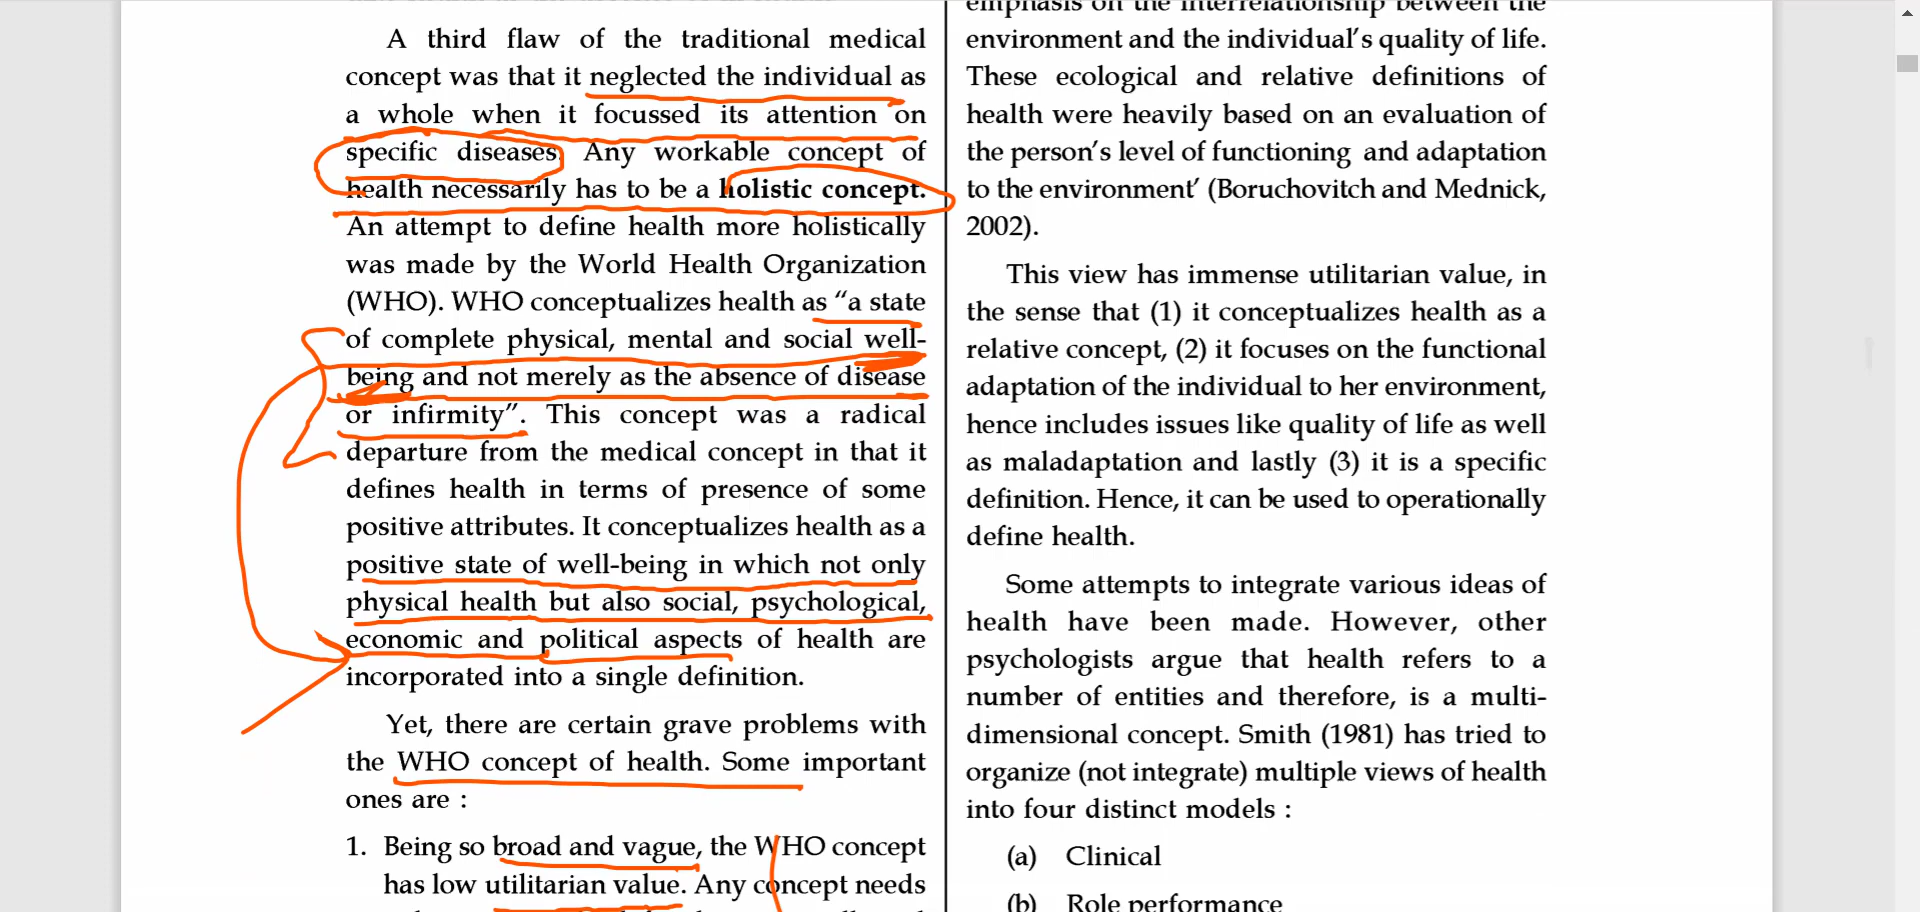 A third flaw of the traditional medical
concept was that it neglected the individual as
a whole when it focussed its attention on
specific diseases. Any workable concept of
health necessarily has to be a holistic concept.
An attempt to define health more holistically
was made by the World Health Organization
(WHO). WHO conceptualizes health as “a state
of complete physical, mental and social well-
being and not merely as the absence of disease
or infirmity”. This concept was a radical
departure from the medical concept in that it
defines health in terms of presence of some
positive attributes. It conceptualizes health as a
positive state of well-being in which not only
physical health but also social, psychological,
economic and political aspects of health are
incorporated into a single definition.
Yet, there are certain grave problems with
the WHO concept of health. Some important
ones are :
1. Being so broad and vague, the WHO concept
has low utilitarian value. Any concept needs
emphasis on the interrelationship between the
environment and the individual’s quality of life.
These ecological and relative definitions of
health were heavily based on an evaluation of
the person’s level of functioning and adaptation
to the environment’ (Boruchovitch and Mednick,
2002).
This view has immense utilitarian value, in
the sense that (1) it conceptualizes health as a
relative concept, (2) it focuses on the functional
adaptation of the individual to her environment,
hence includes issues like quality of life as well
as maladaptation and lastly (3) it is a specific
definition. Hence, it can be used to operationally
define health.
Some attempts to integrate various ideas of
health have been made. However, other
psychologists argue that health refers to a
number of entities and therefore, is a multi-
dimensional concept. Smith (1981) has tried to
organize (not integrate) multiple views of health
into four distinct models :
(a) Clinical
(b) Role performance